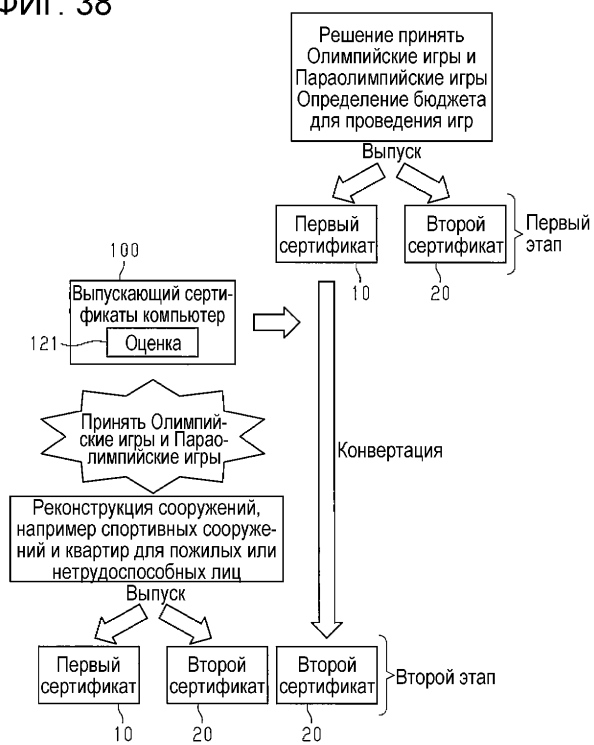 ФИГ. 38
Решение принять
Олимпийские игры и
Параолимпийские игры
Определение бюджета
для проведения игр
Выпуск
Первый
сертификат
Второй
сертификат
Первый
этап
10
20
100
Выпускающий серти-
фикаты компьютер
121
Оценка
Принять Олимпий-
ские игры и Парао-
лимпийские игры
Конвертация
Реконструкция сооружений,
например спортивных сооруже-
ний и квартир для пожилых или
нетрудоспособных лиц
Выпуск
Первый
сертификат
Второй
сертификат
Второй
сертификат
Второй этап
10
20
20